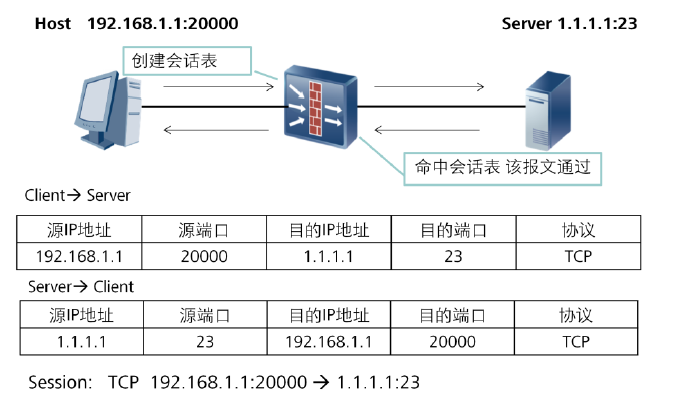 Host 192.168.1.1:20000 Server 1.1.1.1:23
创建会话表
命中会话表 该报文通过
Client→ Server
源IP地址 源端口 目的IP地址 目的端口 协议
192.168.1.1 20000 1.1.1.1 23 TCP
Server→ Client
源IP地址 源端口 目的IP地址 目的端口 协议
1.1.1.1 23 192.168.1.1 20000 TCP
Session: TCP 192.168.1.1:20000 → 1.1.1.1:23